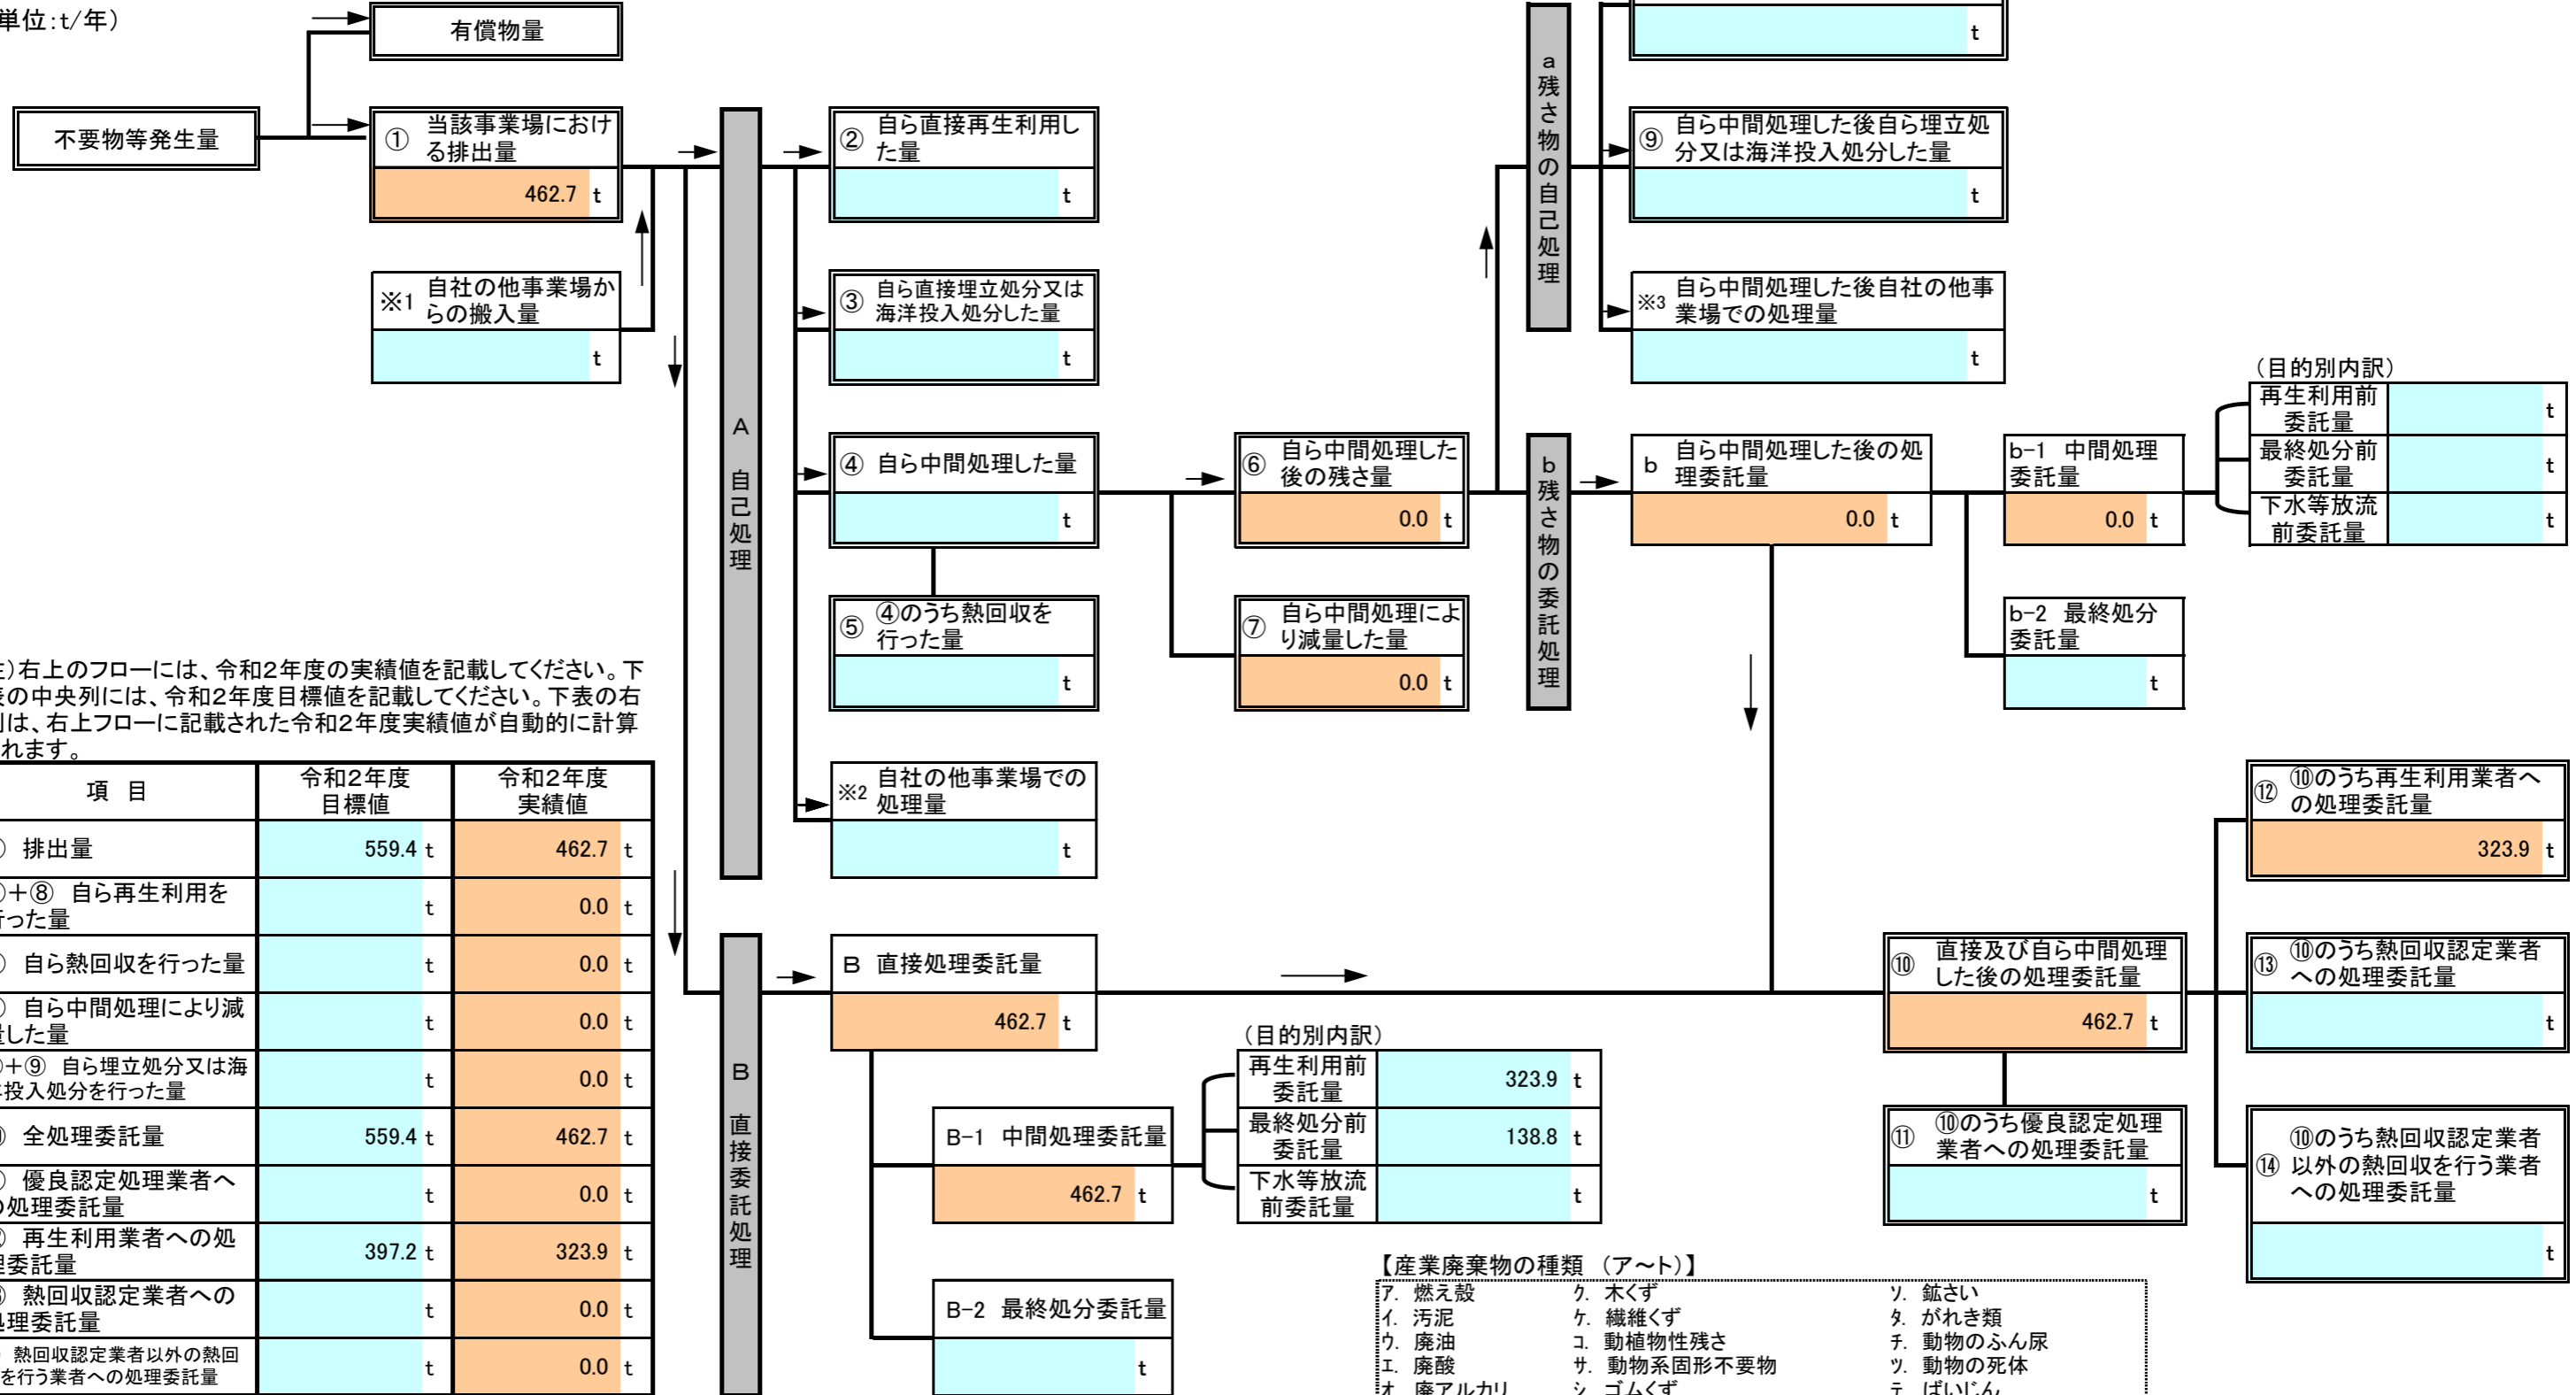 単位:t/年)
有償物量
不要物等発生量
① 当該事業場におけ
る排出量
462.7 t
※1 自社の他事業場か
らの搬入量
t
A 自己処理
② 自ら直接再生利用し
た量
t
③ 自ら直接埋立処分又は
海洋投入処分した量
t
④ 自ら中間処理した量
t
⑤ ④のうち熱回収を
行った量
t
※2 自社の他事業場での
処理量
t
⑥ 自ら中間処理した
後の残さ量
0.0 t
⑦ 自ら中間処理によ
り減量した量
0.0 t
a 残さ物の自己処理
t
⑨ 自ら中間処理した後自ら埋立処
分又は海洋投入処分した量
t
※3 自ら中間処理した後自社の他事
業場での処理量
t
b 残さ物の委託処理
b 自ら中間処理した後の処
理委託量
0.0 t
b-1 中間処理
委託量
0.0 t
b-2 最終処分
委託量
t
(目的別内訳)
再生利用前
委託量
t
最終処分前
委託量
t
下水等放流
前委託量
t
)右上のフローには、令和2年度の実績値を記載してください。下
表の中央列には、令和2年度目標値を記載してください。下表の右
列は、右上フローに記載された令和2年度実績値が自動的に計算
れます。
項 目 令和2年度
目標値 令和2年度
実績値
排出量 559.4 t 462.7 t
+⑧ 自ら再生利用を
行った量 t 0.0 t
自ら熱回収を行った量 t 0.0 t
自ら中間処理により減
量した量 t 0.0 t
+⑨ 自ら埋立処分又は海
洋投入処分を行った量 t 0.0 t
全処理委託量 559.4 t 462.7 t
優良認定処理業者へ
の処理委託量 t 0.0 t
再生利用業者への処
理委託量 397.2 t 323.9 t
熱回収認定業者への
処理委託量 t 0.0 t
熱回収認定業者以外の熱回
を行う業者への処理委託量 t 0.0 t
B 直接委託処理
B 直接処理委託量
462.7 t
B-1 中間処理委託量
462.7 t
B-2 最終処分委託量
t
(目的別内訳)
再生利用前
委託量
323.9 t
最終処分前
委託量
138.8 t
下水等放流
前委託量
t
⑩ 直接及び自ら中間処理
した後の処理委託量
462.7 t
⑪ ⑩のうち優良認定処理
業者への処理委託量
t
⑫ ⑩のうち再生利用業者へ
の処理委託量
323.9 t
⑬ ⑩のうち熱回収認定業者
への処理委託量
t
⑭ ⑩のうち熱回収認定業者
以外の熱回収を行う業者
への処理委託量
t
【産業廃棄物の種類 (ア~ト)】
ア. 燃え殻 ク. 木くず ソ. 鉱さい
イ. 汚泥 ケ. 繊維くず タ. がれき類
ウ. 廃油 コ. 動植物性残さ チ. 動物のふん尿
エ. 廃酸 サ. 動物系固形不要物 ツ. 動物の死体
オ. 廃アルカリ シ. ゴムくず テ. ばいじん